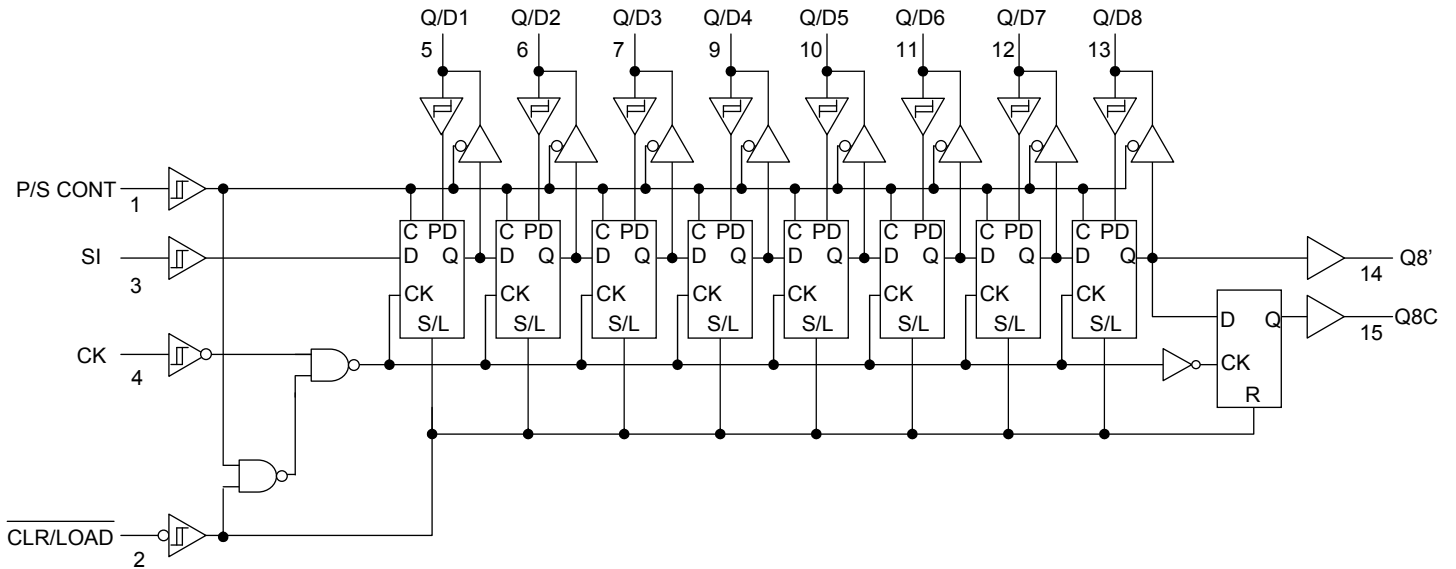 Q/D1 Q/D2 Q/D3 Q/D4 Q/D5 Q/D6 Q/D7 Q/D8
5 6 7 9 10 11 12 13
P/S CONT
1
C PD C PD C PD C PD C PD C PD C PD C PD
SI
D Q D Q D Q D Q D Q D Q D Q D Q
Q8'
3
14
CK CK CK CK CK CK CK CK
S/L S/L S/L S/L S/L S/L S/L S/L
D Q
Q8C
15
CK
4
CK
R
CLR/LOAD
2